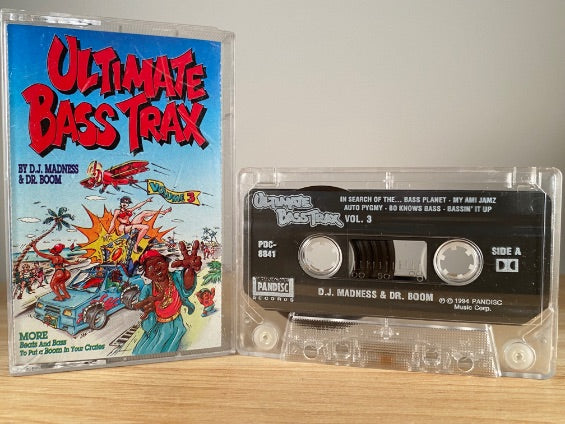 ULTIMATE
BASS TRAX
BY D.J. MADNESS
& DR. BOOM
VOLUME 3
MORE
Beats And Bass
To Put a Boom In Your Crates
ULTIMATE
BASS TRAX
VOL. 3
IN SEARCH OF THE... BASS PLANET - MY AMI JAMZ
AUTO PYGNY - BO KNOWS BASS - BASSIN' IT UP
PDC-
8841
SIDE A
PANDISC
RECORDS
D.J. MADNESS & DR. BOOM
© ℗ 1994 PANDISC
Music Corp.